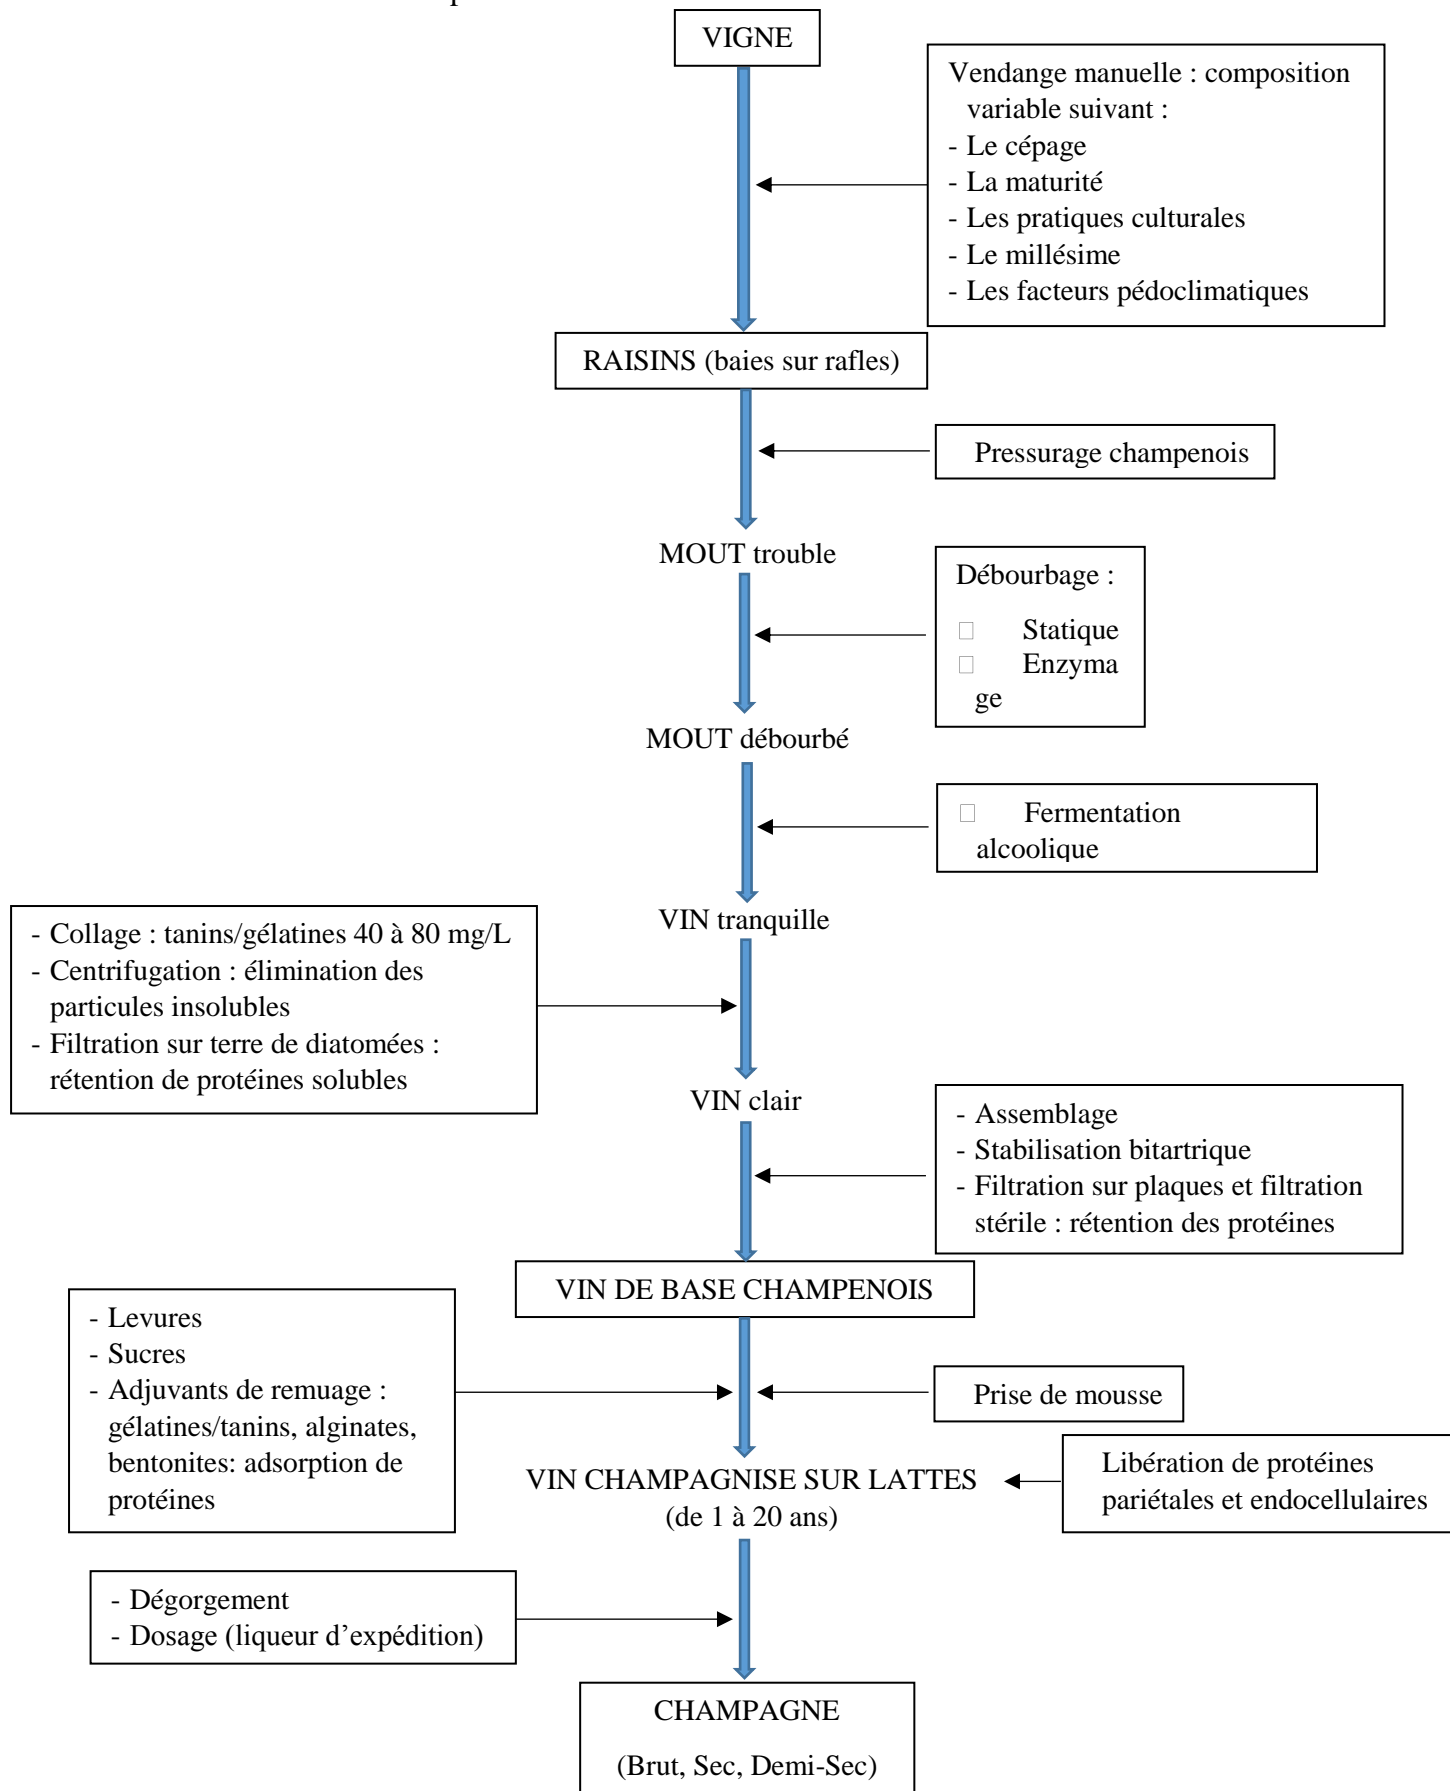 VIGNE
Vendange manuelle : composition
variable suivant :
- Le cépage
- La maturité
- Les pratiques culturales
- Le millésime
- Les facteurs pédoclimatiques
RAISINS (baies sur rafles)
Pressurage champenois
MOUT trouble
Débourbage :
Statique
Enzyma
ge
MOUT débourbé
Fermentation
alcoolique
VIN tranquille
- Collage : tanins/gélatines 40 à 80 mg/L
- Centrifugation : élimination des
particules insolubles
- Filtration sur terre de diatomées :
rétention de protéines solubles
VIN clair
- Assemblage
- Stabilisation bitartrique
- Filtration sur plaques et filtration
stérile : rétention des protéines
VIN DE BASE CHAMPENOIS
- Levures
- Sucres
- Adjuvants de remuage :
gélatines/tanins, alginates,
bentonites: adsorption de
protéines
Prise de mousse
VIN CHAMPAGNISE SUR LATTES
(de 1 à 20 ans)
Libération de protéines
pariétales et endocellulaires
- Dégorgement
- Dosage (liqueur d’expédition)
CHAMPAGNE
(Brut, Sec, Demi-Sec)